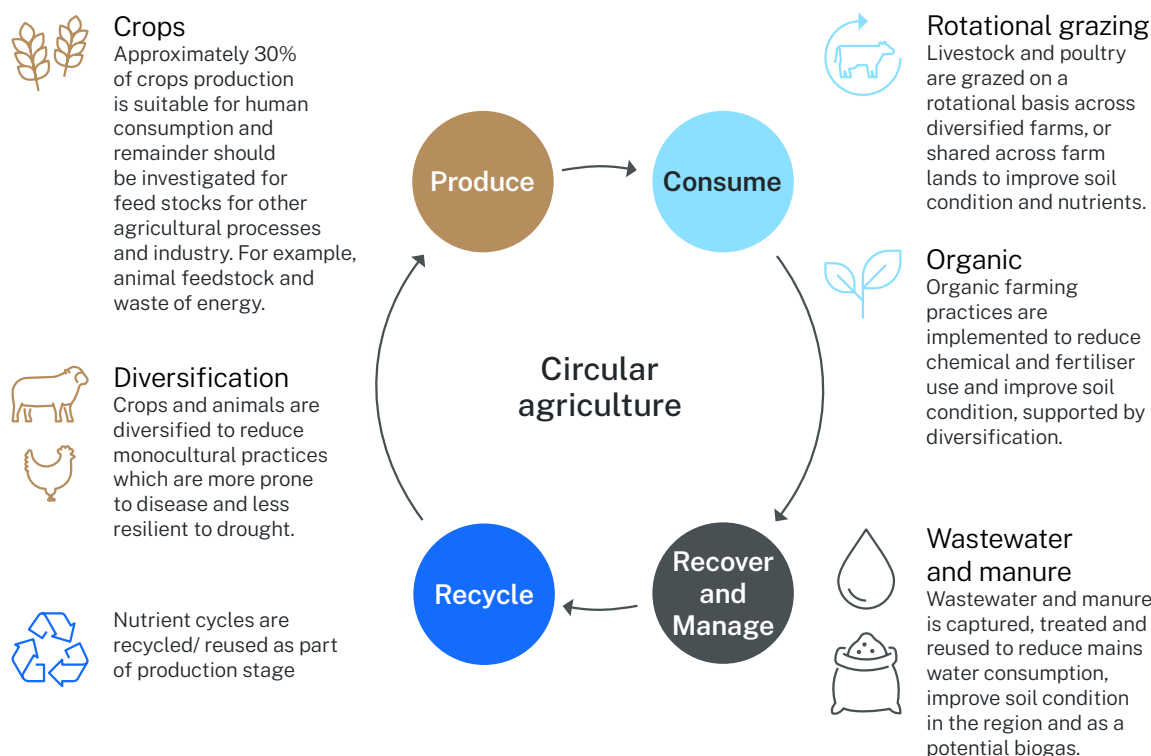 Crops
Approximately 30%
of crops production
is suitable for human
consumption and
remainder should
be investigated for
feed stocks for other
agricultural processes
and industry. For example,
animal feedstock and
waste of energy.
Diversification
Crops and animals are
diversified to reduce
monocultural practices
which are more prone
to disease and less
resilient to drought.
Nutrient cycles are
recycled/ reused as part
of production stage
Produce
Consume
Circular
agriculture
Recycle
Recover
and
Manage
Rotational grazing
Livestock and poultry
are grazed on a
rotational basis across
diversified farms, or
shared across farm
lands to improve soil
condition and nutrients.
Organic
Organic farming
practices are
implemented to reduce
chemical and fertiliser
use and improve soil
condition, supported by
diversification.
Wastewater
and manure
Wastewater and manure
is captured, treated and
reused to reduce mains
water consumption,
improve soil condition
in the region and as a
potential biogas.